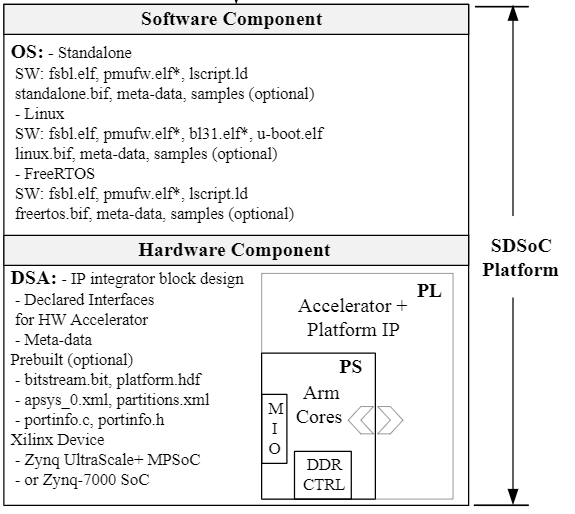 Software Component
OS: - Standalone
SW: fsbl.elf, pmufw.elf*, lscript.ld
standalone.bif, meta-data, samples (optional)
- Linux
SW: fsbl.elf, pmufw.elf*, bl31.elf*, u-boot.elf
linux.bif, meta-data, samples (optional)
- FreeRTOS
SW: fsbl.elf, pmufw.elf*, lscript.ld
freertos.bif, meta-data, samples (optional)
Hardware Component
DSA: - IP integrator block design
- Declared Interfaces
for HW Accelerator
- Meta-data
Prebuilt (optional)
- bitstream.bit, platform.hdf
- apsys_0.xml, partitions.xml
- portinfo.c, portinfo.h
Xilinx Device
- Zynq UltraScale+ MPSoC
- or Zynq-7000 SoC
PL
Accelerator +
Platform IP
PS
Arm
Cores
M
I
O
DDR
CTRL
SDSoC
Platform